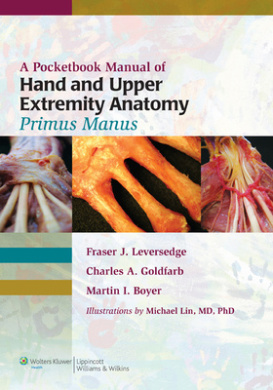 A Pocketbook Manual of
Hand and Upper
Extremity Anatomy
Primus Manus
Fraser J. Leversedge
Charles A. Goldfarb
Martin I. Boyer
Illustrations by Michael Lin, MD, PhD
Wolters Kluwer
Health
Lippincott
Williams & Wilkins